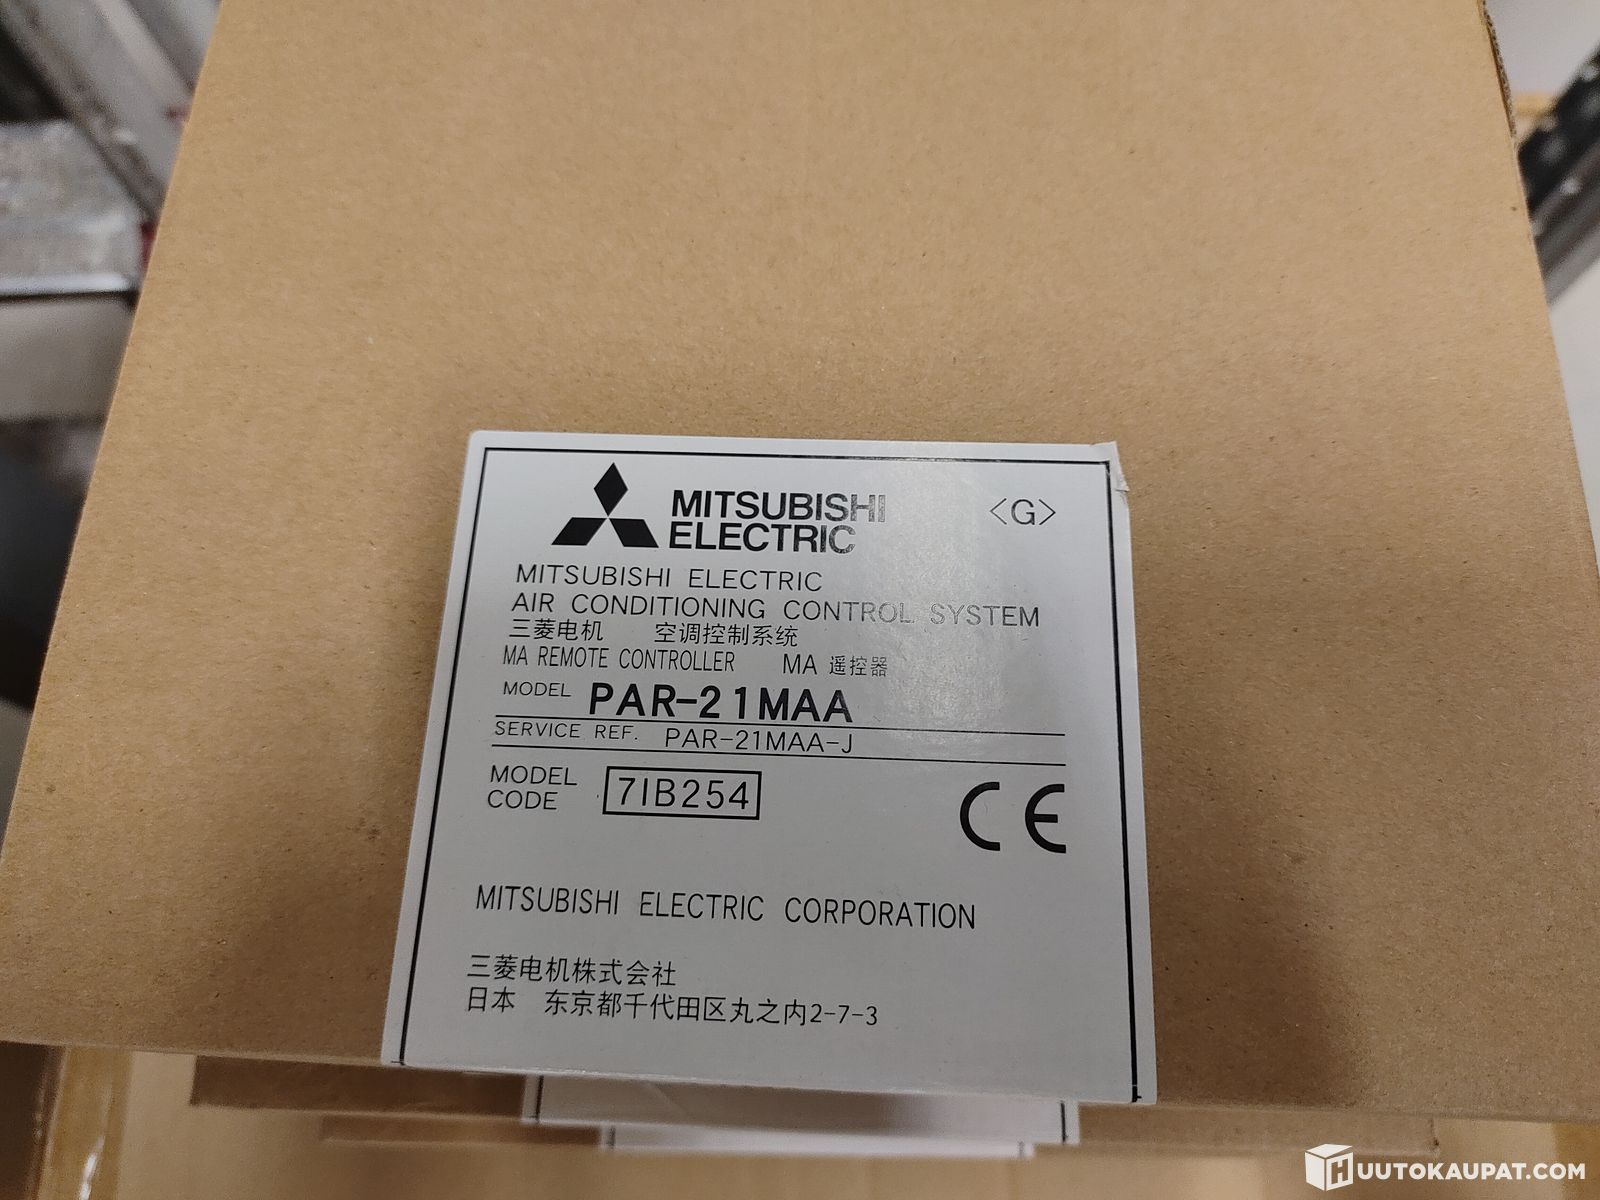 MITSUBISHI
ELECTRIC
<G>
MITSUBISHI ELECTRIC
AIR CONDITIONING CONTROL SYSTEM
三菱电机 空调控制系统
MA REMOTE CONTROLLER MA 遥控器
MODEL PAR-21MAA
SERVICE REF. PAR-21MAA-J
MODEL CODE 71B254
CE
MITSUBISHI ELECTRIC CORPORATION
三菱电机株式会社
日本 东京都千代田区丸之内2-7-3
HUUTOKAUPAT.COM